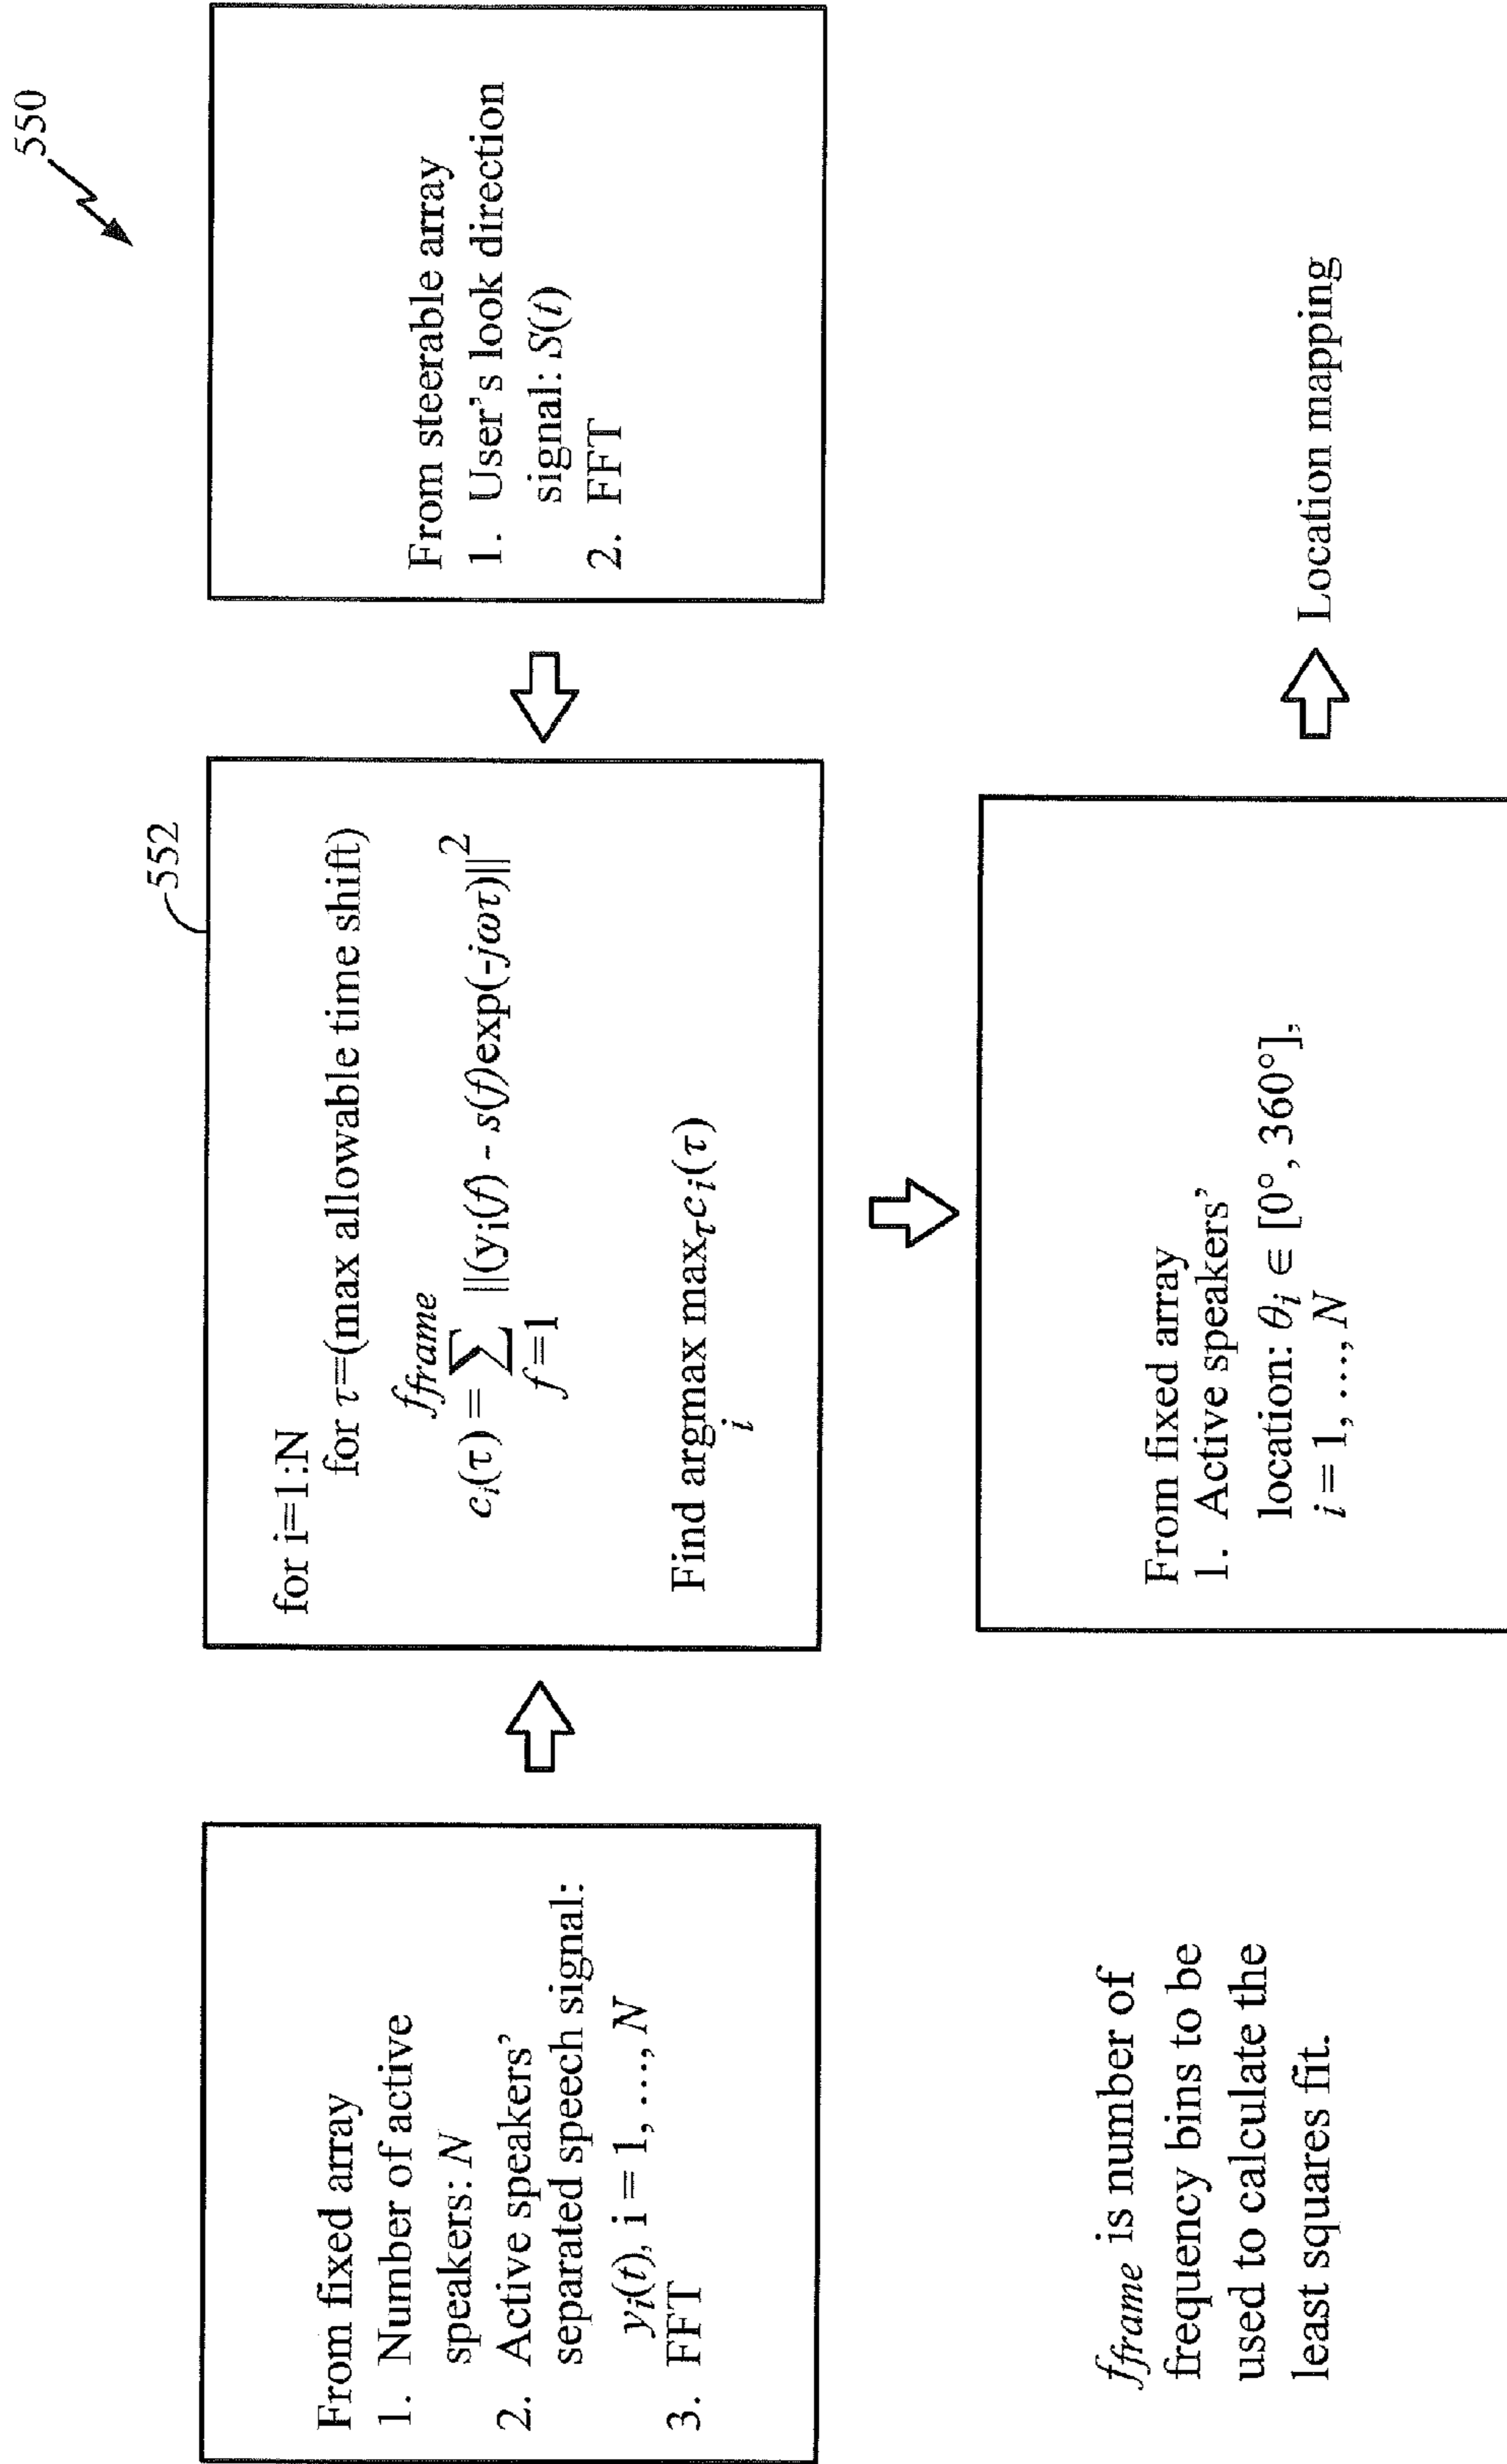 550
From fixed array
1. Number of active
speakers: N
2. Active speakers’
separated speech signal:
y_i(t), i = 1, …, N
3. FFT
552
for i=1:N
for τ=(max allowable time shift)
c_i(τ) = ∑_{f=1}^{f_frame} ||(y_i(f) - s(f)exp(-jωτ)||^2
Find argmax_i max_τ c_i(τ)
From steerable array
1. User’s look direction
signal: S(t)
2. FFT
f_frame is number of
frequency bins to be
used to calculate the
least squares fit.
From fixed array
1. Active speakers’
location: θ_i ∈ [0°, 360°],
i = 1, …, N
Location mapping